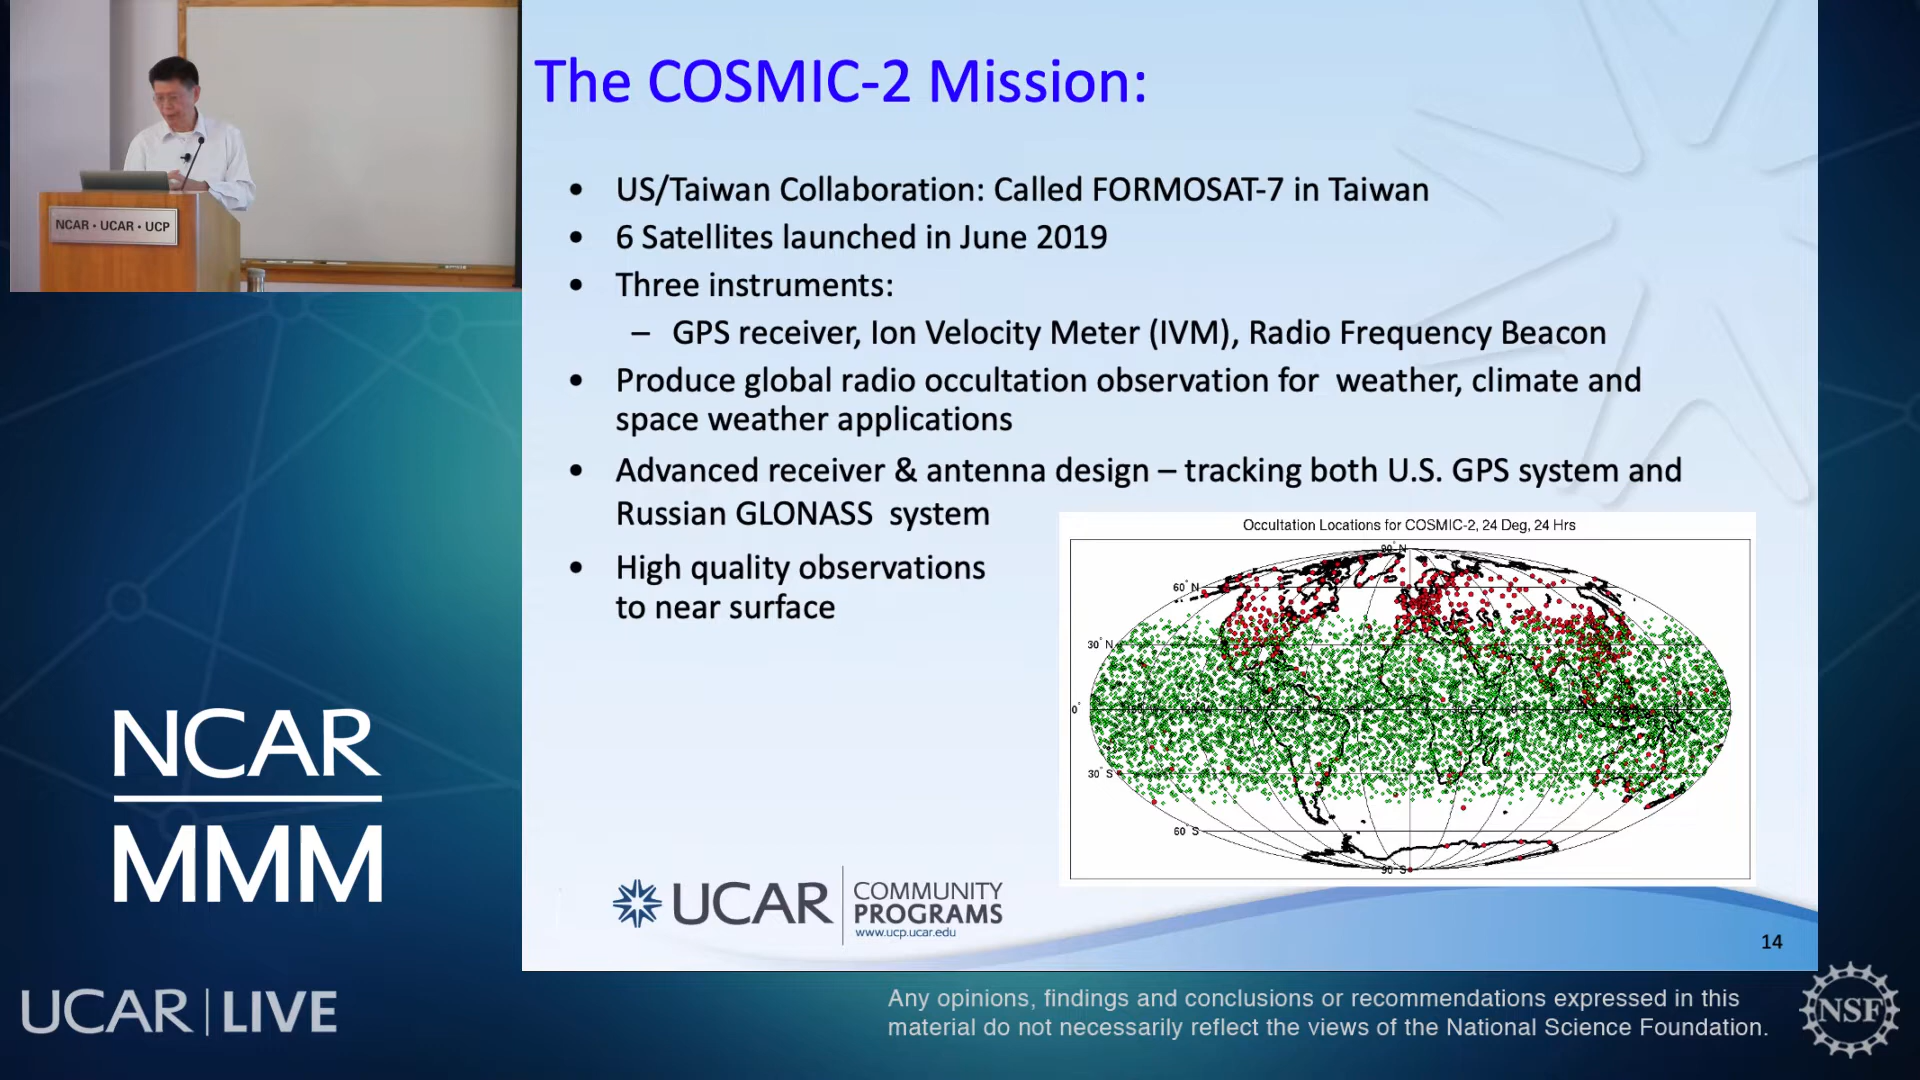 The COSMIC-2 Mission:
• US/Taiwan Collaboration: Called FORMOSAT-7 in Taiwan
• 6 Satellites launched in June 2019
• Three instruments:
– GPS receiver, Ion Velocity Meter (IVM), Radio Frequency Beacon
• Produce global radio occultation observation for weather, climate and
space weather applications
• Advanced receiver & antenna design – tracking both U.S. GPS system and
Russian GLONASS system
• High quality observations
to near surface
Occultation Locations for COSMIC-2, 24 Deg, 24 Hrs
90° N
60° N
30° N
0°
30° S
60° S
90° S
UCAR
COMMUNITY
PROGRAMS
www.ucp.ucar.edu
14
NCAR • UCAR • UCP
NCAR
MMM
UCAR | LIVE
Any opinions, findings and conclusions or recommendations expressed in this
material do not necessarily reflect the views of the National Science Foundation.
NSF